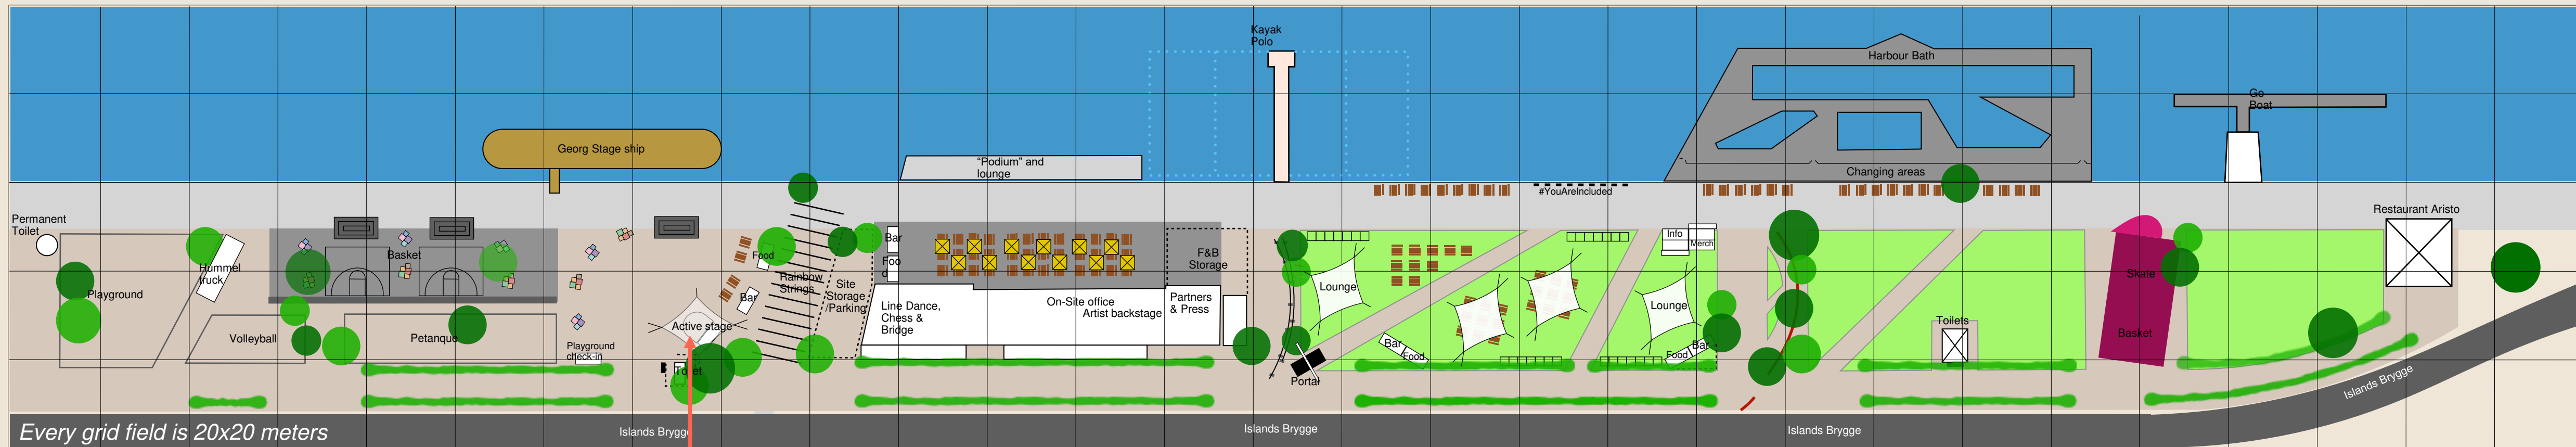 Kayak
Polo
Harbour Bath
Go
Boat
Georg Stage ship
"Podium" and
lounge
Changing areas
#YouAreIncluded
Permanent
Toilet
Restaurant Aristo
Hummel
truck
Basket
Food
Bar
Foo
d
F&B
Storage
Info
Merch
Playground
Rainbow
Strings
Site
Storage
/Parking
Bar
Lounge
Lounge
Skate
Line Dance,
Chess &
Bridge
On-Site office
Artist backstage
Partners
& Press
Active stage
Volleyball
Petanque
Toilets
Basket
Playground
check-in
Bar
Food
Bar
Food
Toilet
Portal
Islands Brygge
Every grid field is 20x20 meters
Islands Brygge
Islands Brygge
Islands Brygge